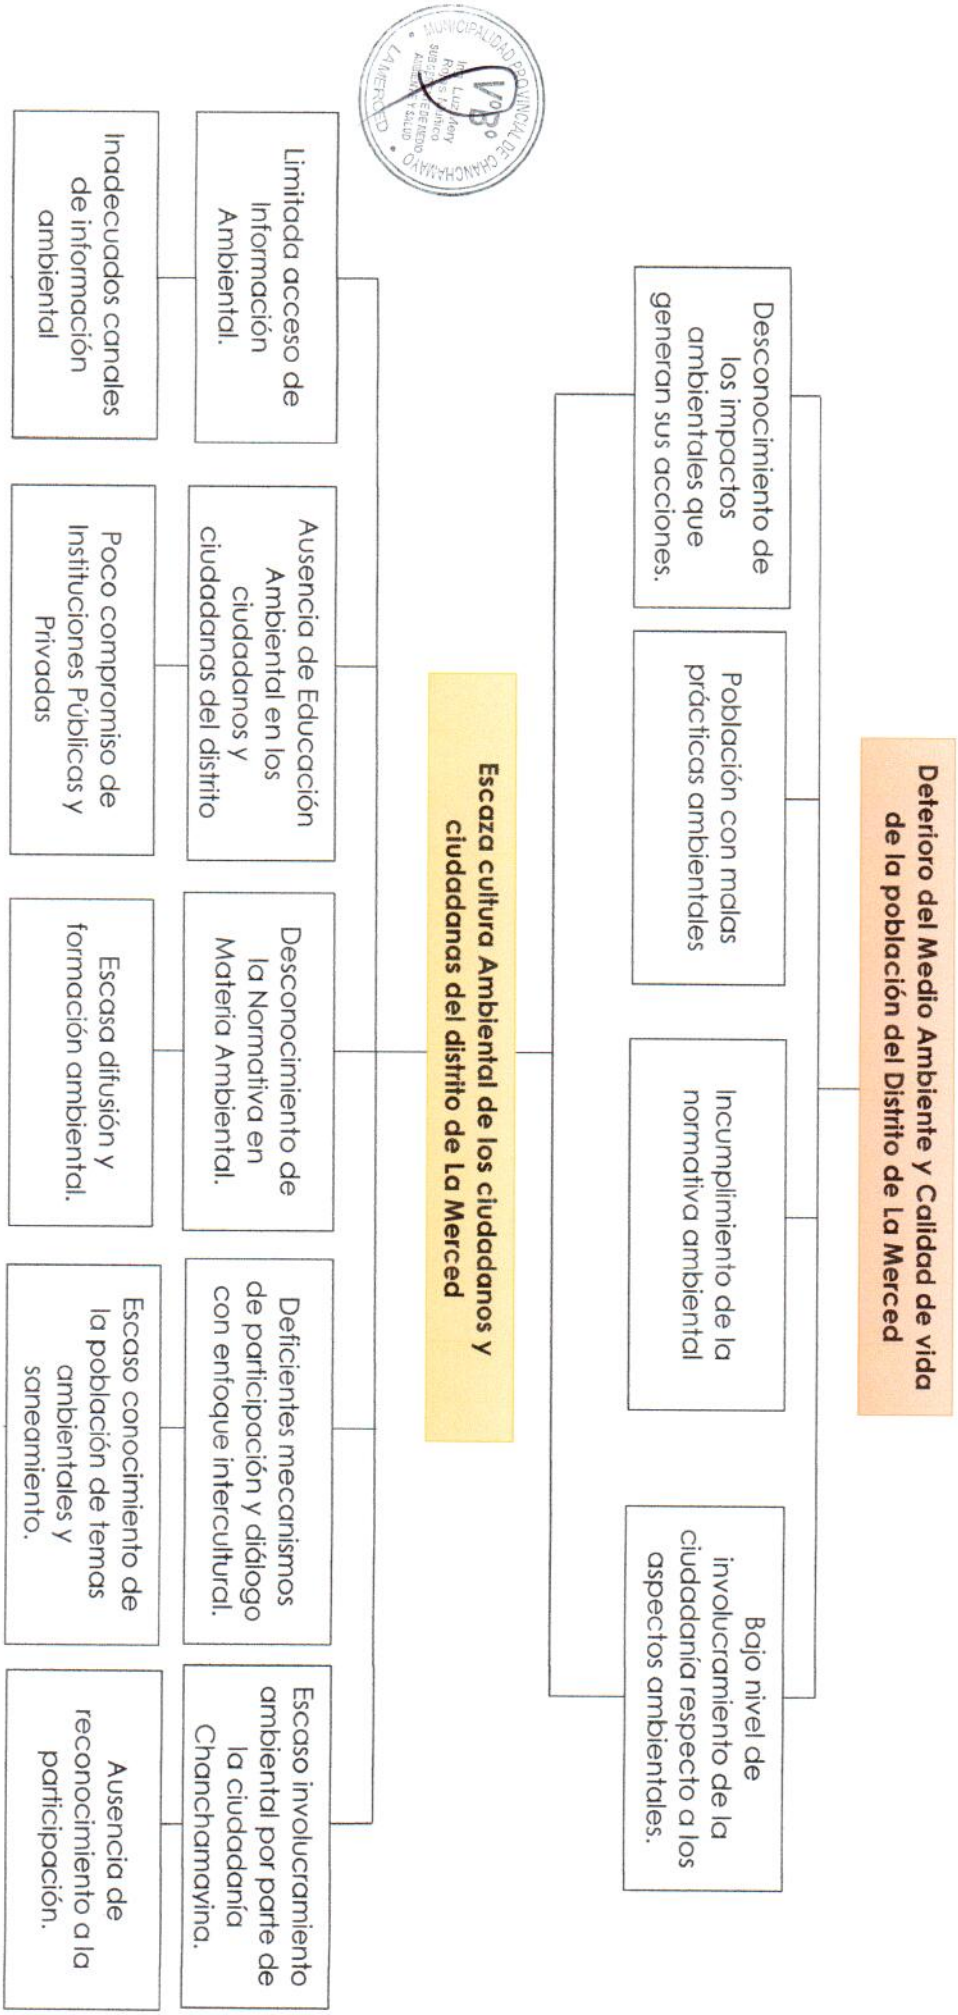 Deterioro del Medio Ambiente y Calidad de vida
de la población del Distrito de La Merced
Desconocimiento de
los impactos
ambientales que
generan sus acciones.
Población con malas
prácticas ambientales
Incumplimiento de la
normativa ambiental
Bajo nivel de
involucramiento de la
ciudadanía respecto a los
aspectos ambientales.
Escaza cultura Ambiental de los ciudadanos y
ciudadanas del distrito de La Merced
Limitada acceso de
Información
Ambiental.
Ausencia de Educación
Ambiental en los
ciudadanos y
ciudadanas del distrito
Desconocimiento de
la Normativa en
Materia Ambiental.
Deficientes mecanismos
de participación y diálogo
con enfoque intercultural.
Escaso involucramiento
ambiental por parte de
la ciudadanía
Chanchamayina.
Inadecuados canales
de información
ambiental
Poco compromiso de
Instituciones Públicas y
Privadas
Escasa difusión y
formación ambiental.
Escaso conocimiento de
la población de temas
ambientales y
saneamiento.
Ausencia de
reconocimiento a la
participación.
MUNICIPALIDAD PROVINCIAL DE CHANCHAMAYO
V°B°
Ing. Luz Mery
AMBIENTE Y SALUD
LA MERCED